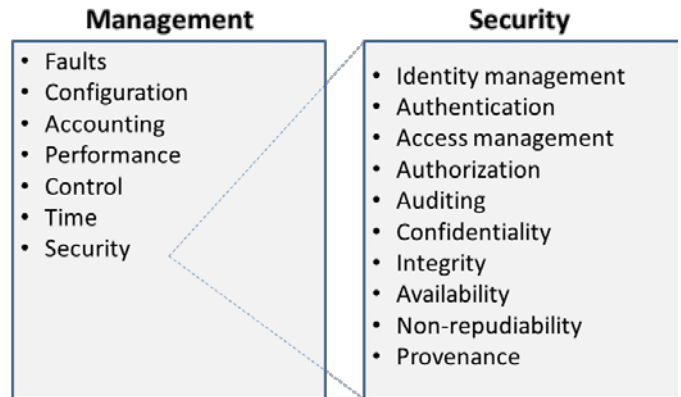 Management
• Faults
• Configuration
• Accounting
• Performance
• Control
• Time
• Security
Security
• Identity management
• Authentication
• Access management
• Authorization
• Auditing
• Confidentiality
• Integrity
• Availability
• Non-repudiability
• Provenance